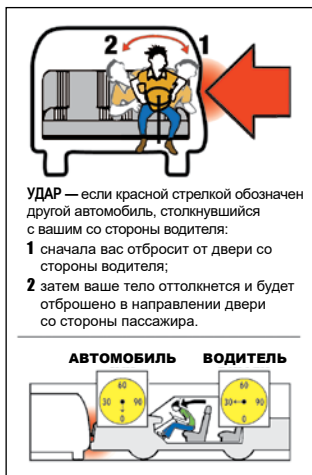 2 1
УДАР — если красной стрелкой обозначен
другой автомобиль, столкнувшийся
с вашим со стороны водителя:
1 сначала вас отбросит от двери со
стороны водителя;
2 затем ваше тело оттолкнется и будет
отброшено в направлении двери
со стороны пассажира.
АВТОМОБИЛЬ ВОДИТЕЛЬ
60 60
30 90 30 90
0 0